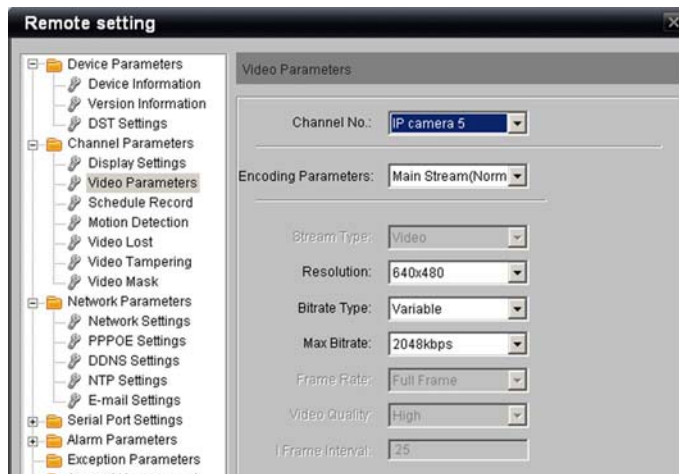 Remote setting
Device Parameters
Device Information
Version Information
DST Settings
Channel Parameters
Display Settings
Video Parameters
Schedule Record
Motion Detection
Video Lost
Video Tampering
Video Mask
Network Parameters
Network Settings
PPPOE Settings
DDNS Settings
NTP Settings
E-mail Settings
Serial Port Settings
Alarm Parameters
Exception Parameters
Video Parameters
Channel No.: IP camera 5
Encoding Parameters: Main Stream(Norm
Stream Type: Video
Resolution: 640x480
Bitrate Type: Variable
Max Bitrate: 2048kbps
Frame Rate: Full Frame
Video Quality: High
I Frame Interval: 25